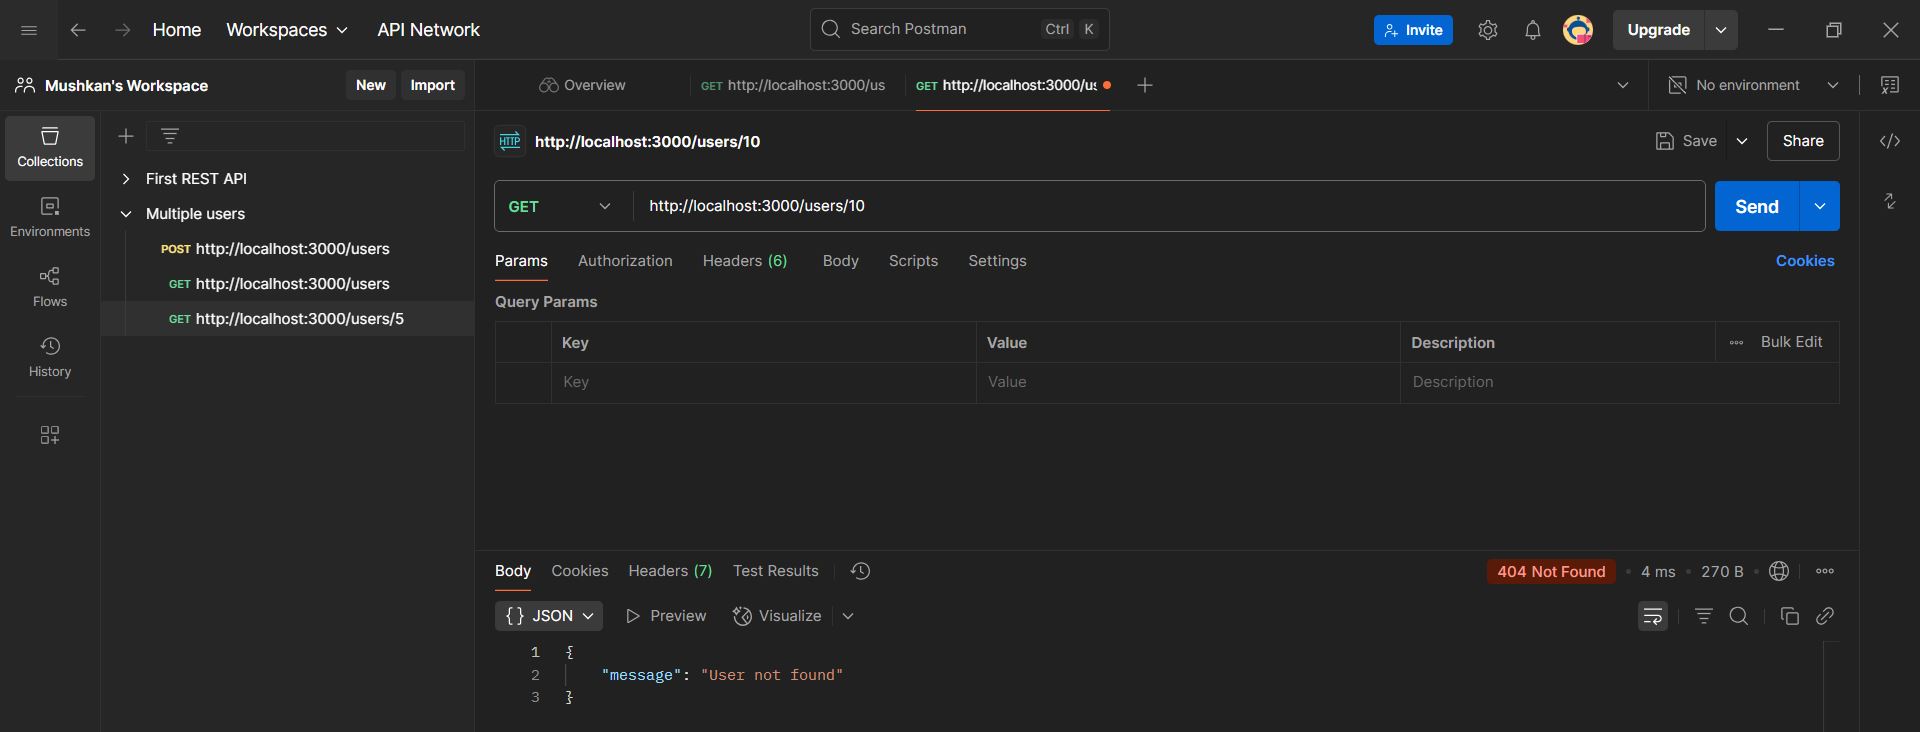 Home Workspaces API Network Search Postman Ctrl K Invite Upgrade
Mushkan's Workspace New Import Overview GET http://localhost:3000/us GET http://localhost:3000/us No environment
Collections
Environments
Flows
History
First REST API
Multiple users
POST http://localhost:3000/users
GET http://localhost:3000/users
GET http://localhost:3000/users/5
HTTP http://localhost:3000/users/10 Save Share
GET http://localhost:3000/users/10 Send
Params Authorization Headers (6) Body Scripts Settings Cookies
Query Params
Key Value Description Bulk Edit
Key Value Description
Body Cookies Headers (7) Test Results 404 Not Found 4 ms 270 B
{} JSON Preview Visualize
1 {
2 "message": "User not found"
3 }